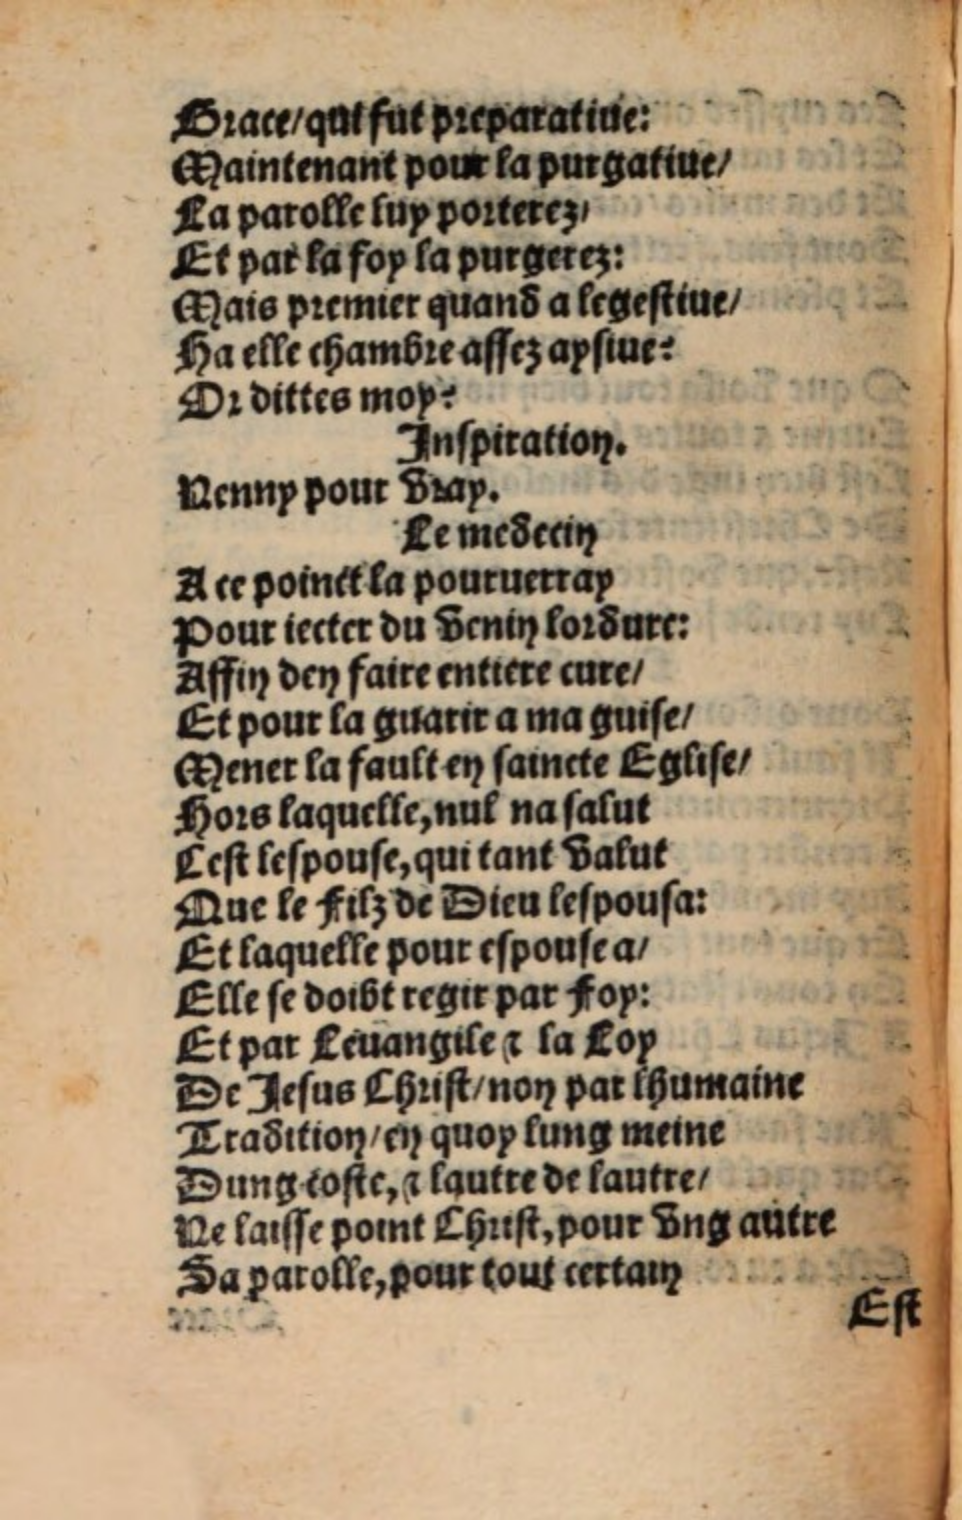 Grace/ qui fut preparatiue:
Maintenant pour la purgatiue/
La parolle luy porterez/
Et par la foy la purgerez:
Mais premier quand a legestiue/
Ha elle chambre assez aysiue?
Or dittes moy?
Inspiration.
Nenny pour vray.
Le medecin
A ce poinct la pouruerray
Pour iecter du venin lordure:
Affin den faire entiere cure/
Et pour la guarir a ma guise/
Mener la fault en saincte Eglise/
Hors laquelle, nul na salut
Cest lespouse, qui tant valut
Que le filz de Dieu lespousa:
Et laquelle pour espouse a/
Elle se doibt regir par foy:
Et par Leuangile ⁊ la Loy
De Jesus Christ/ non par lhumaine
Tradition/ en quoy lung meine
Dung coste, ⁊ lautre de lautre/
Ne laisse point Christ, pour vng autre
Sa parolle, pour tout certain
Est